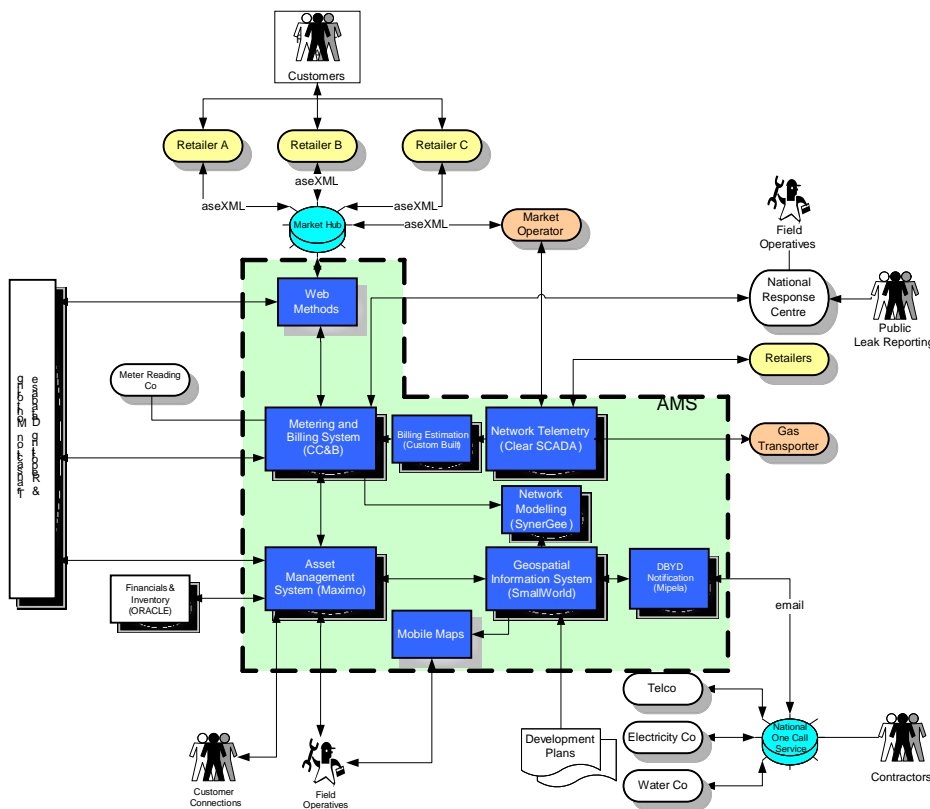 Customers
Retailer A
Retailer B
Retailer C
aseXML
aseXML
aseXML
Market Hub
aseXML
Market
Operator
Field
Operatives
National
Response
Centre
Public
Leak Reporting
Web
Methods
Retailers
Transaction Monitoring
& Reporting Database
Meter Reading
Co
AMS
Metering and
Billing System
(CC&B)
Billing Estimation
(Custom Built)
Network Telemetry
(Clear SCADA)
Gas
Transporter
Network
Modelling
(SynerGee)
Asset
Management
System (Maximo)
Geospatial
Information System
(SmallWorld)
DBYD
Notification
(Mipela)
Financials &
Inventory
(ORACLE)
email
Mobile Maps
Telco
Development
Plans
Electricity Co
National
One Call
Service
Water Co
Contractors
Customer
Connections
Field
Operatives